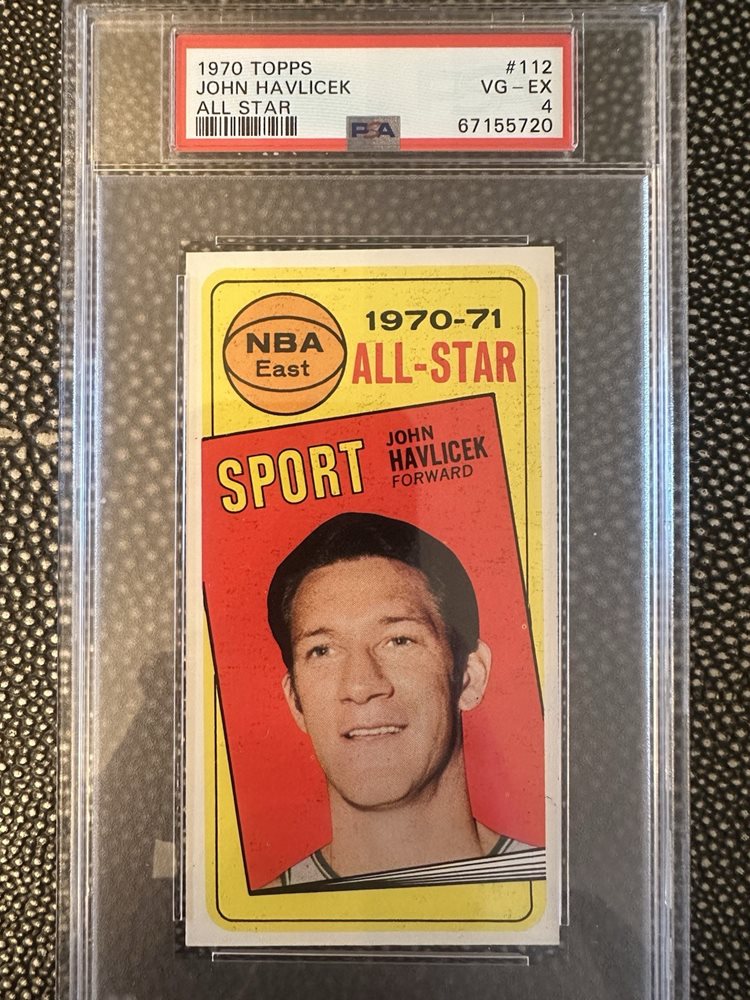 1970 TOPPS #112
JOHN HAVLICEK VG-EX
ALL STAR 4
PSA 67155720
NBA
East
1970-71
ALL-STAR
SPORT
JOHN
HAVLICEK
FORWARD